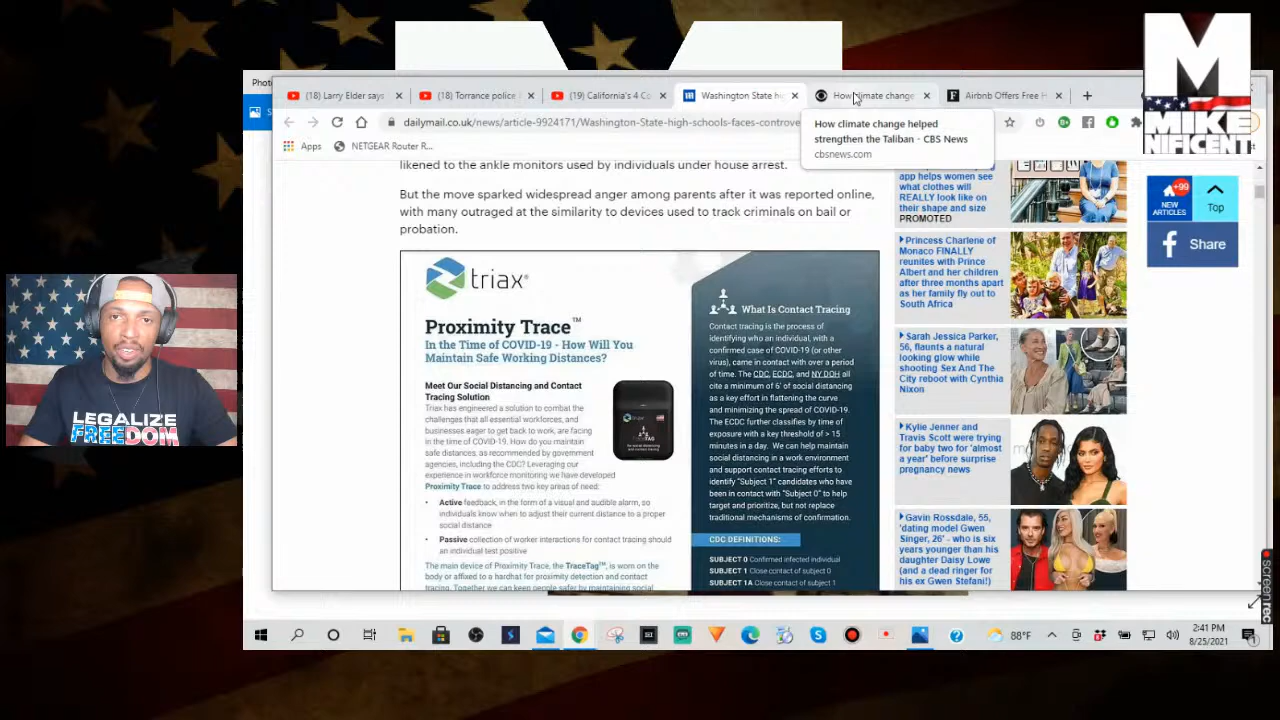 Photo
(18) Larry Elder says
(18) Torrance police
(19) California's 4 Co
Washington State hi
How climate change
Airbnb Offers Free H
dailymail.co.uk/news/article-9924171/Washington-State-high-schools-faces-controve
Apps
NETGEAR Router R...
How climate change helped
strengthen the Taliban - CBS News
cbsnews.com
M
MIKE
NIFICENT
likened to the ankle monitors used by individuals under house arrest.
But the move sparked widespread anger among parents after it was reported online,
with many outraged at the similarity to devices used to track criminals on bail or
probation.
triax
Proximity Trace™
In the Time of COVID-19 - How Will You
Maintain Safe Working Distances?
Meet Our Social Distancing and Contact
Tracing Solution
Triax has engineered a solution to combat the
challenges that all essential workforces, and
businesses eager to get back to work, are facing
in the time of COVID-19. How do you maintain
safe distances, as recommended by government
agencies, including the CDC? Leveraging our
experience in workforce monitoring we have developed
Proximity Trace to address two key areas of need:
• Active feedback, in the form of a visual and audible alarm, so
individuals know when to adjust their current distance to a proper
social distance
• Passive collection of worker interactions for contact tracing should
an individual test positive
The main device of Proximity Trace, the TraceTag™, is worn on the
body or affixed to a hardhat for proximity detection and contact
tracing. Together we can keep people safer by maintaining social
What Is Contact Tracing
Contact tracing is the process of
identifying who an individual, with a
confirmed case of COVID-19 (or other
virus), came in contact with over a period
of time. The CDC, ECDC, and NY DOH all
cite a minimum of 6' of social distancing
as a key effort in flattening the curve
and minimizing the spread of COVID-19.
The ECDC further classifies by time of
exposure with a key threshold of > 15
minutes in a day. We can help maintain
social distancing in a work environment
and support contact tracing efforts to
identify "Subject 1" candidates who have
been in contact with "Subject 0" to help
target and prioritize, but not replace
traditional mechanisms of confirmation.
CDC DEFINITIONS:
SUBJECT 0 Confirmed infected individual
SUBJECT 1 Close contact of subject 0
SUBJECT 1A Close contact of subject 1
app helps women see
what clothes will
REALLY look like on
their shape and size
PROMOTED
Princess Charlene of
Monaco FINALLY
reunites with Prince
Albert and her children
after three months apart
as her family fly out to
South Africa
Sarah Jessica Parker,
56, flaunts a natural
looking glow while
shooting Sex And The
City reboot with Cynthia
Nixon
Kylie Jenner and
Travis Scott were trying
for baby two for 'almost
a year' before surprise
pregnancy news
Gavin Rossdale, 55,
'dating model Gwen
Singer, 26' - who is six
years younger than his
daughter Daisy Lowe
(and a dead ringer for
his ex Gwen Stefani!)
+99
NEW
ARTICLES
Top
Share
LEGALIZE
FREEDOM
screenrec
88°F
2:41 PM
8/25/2021